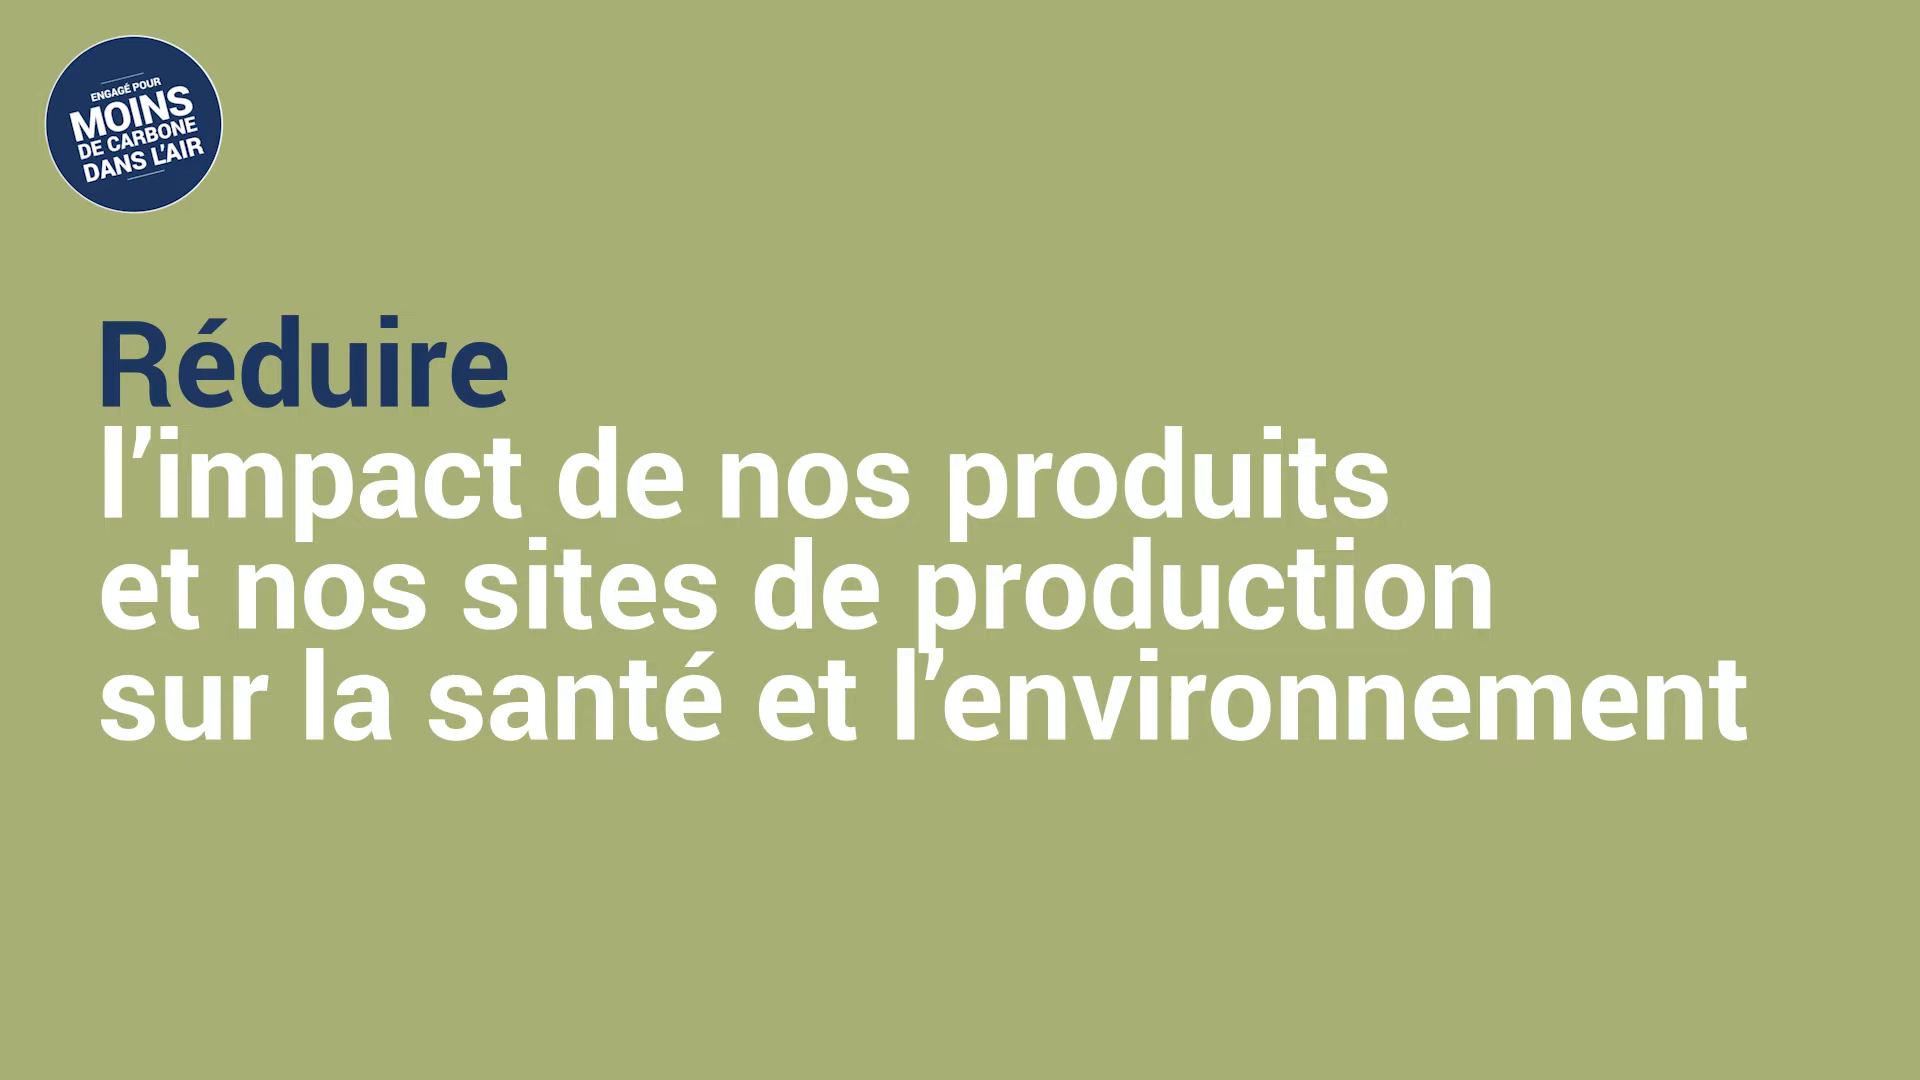 ENGAGÉ POUR
MOINS
DE CARBONE
DANS L'AIR
Réduire
l’impact de nos produits
et nos sites de production
sur la santé et l’environnement